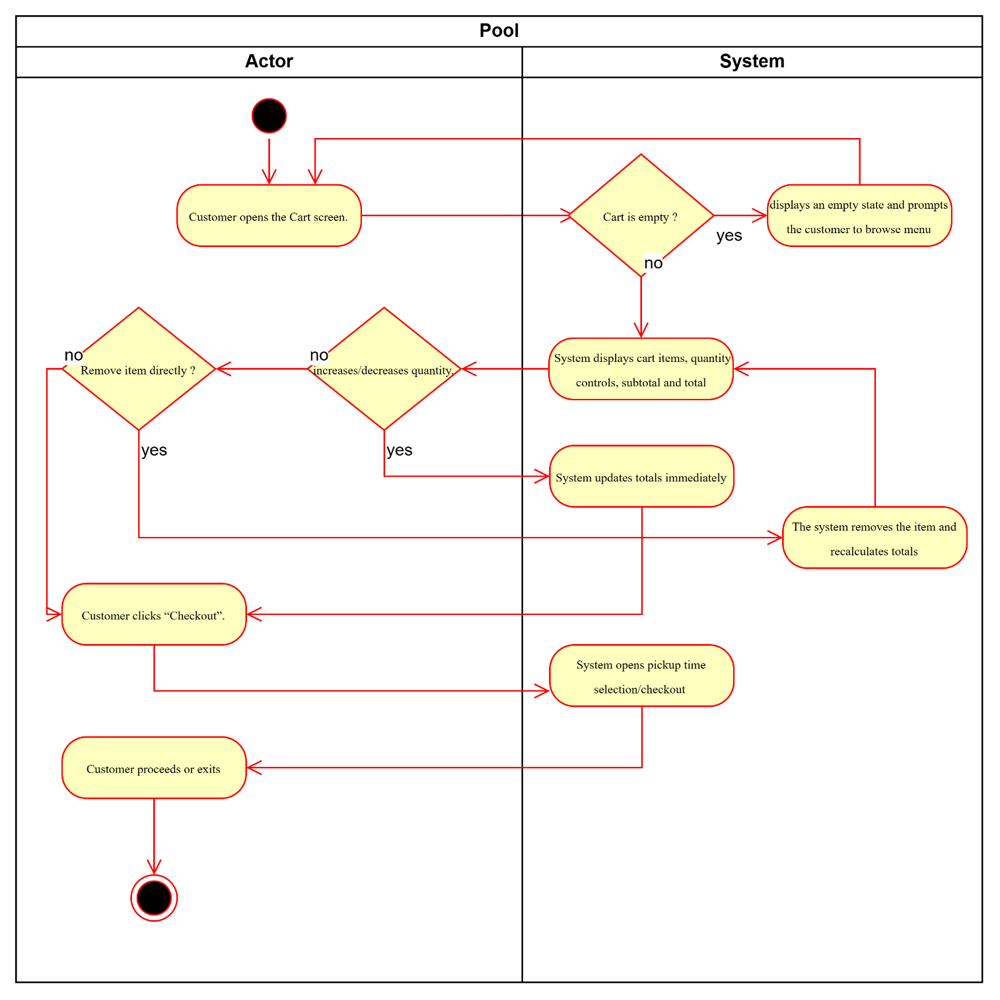 Pool
Actor
System
Customer opens the Cart screen.
Cart is empty ?
yes
displays an empty state and prompts
the customer to browse menu
no
no
Remove item directly ?
yes
no
increases/decreases quantity.
yes
System displays cart items, quantity
controls, subtotal and total
System updates totals immediately
The system removes the item and
recalculates totals
Customer clicks “Checkout”.
System opens pickup time
selection/checkout
Customer proceeds or exits